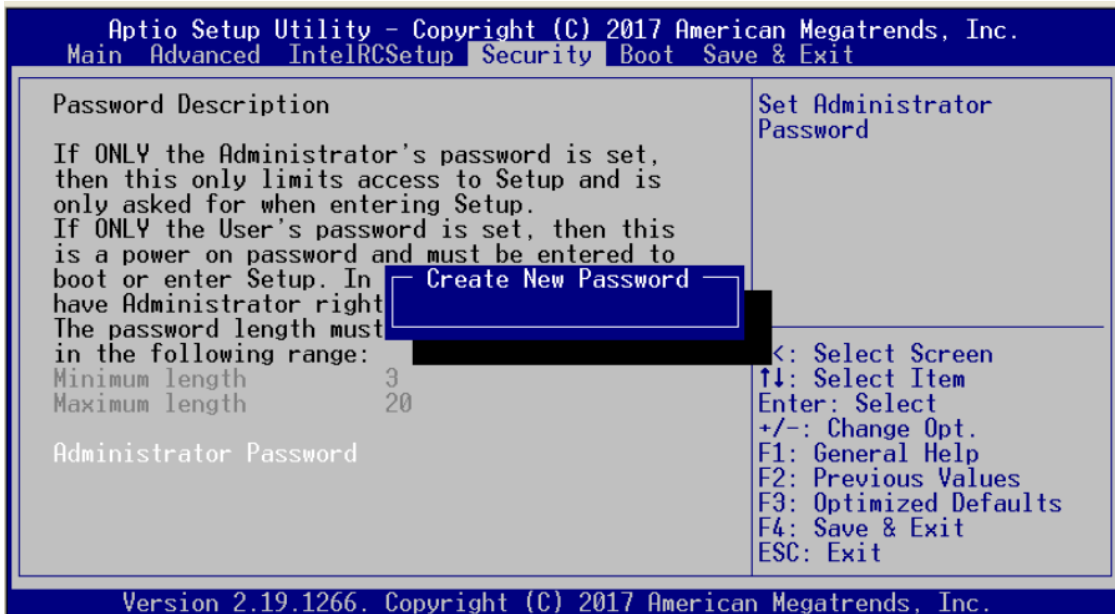 Aptio Setup Utility – Copyright (C) 2017 American Megatrends, Inc.
Main Advanced IntelRCSetup Security Boot Save & Exit
Password Description
If ONLY the Administrator's password is set,
then this only limits access to Setup and is
only asked for when entering Setup.
If ONLY the User's password is set, then this
is a power on password and must be entered to
boot or enter Setup. In
have Administrator right
The password length must
in the following range:
Minimum length 3
Maximum length 20
Administrator Password
Create New Password
Set Administrator
Password
<: Select Screen
↑↓: Select Item
Enter: Select
+/-: Change Opt.
F1: General Help
F2: Previous Values
F3: Optimized Defaults
F4: Save & Exit
ESC: Exit
Version 2.19.1266. Copyright (C) 2017 American Megatrends, Inc.